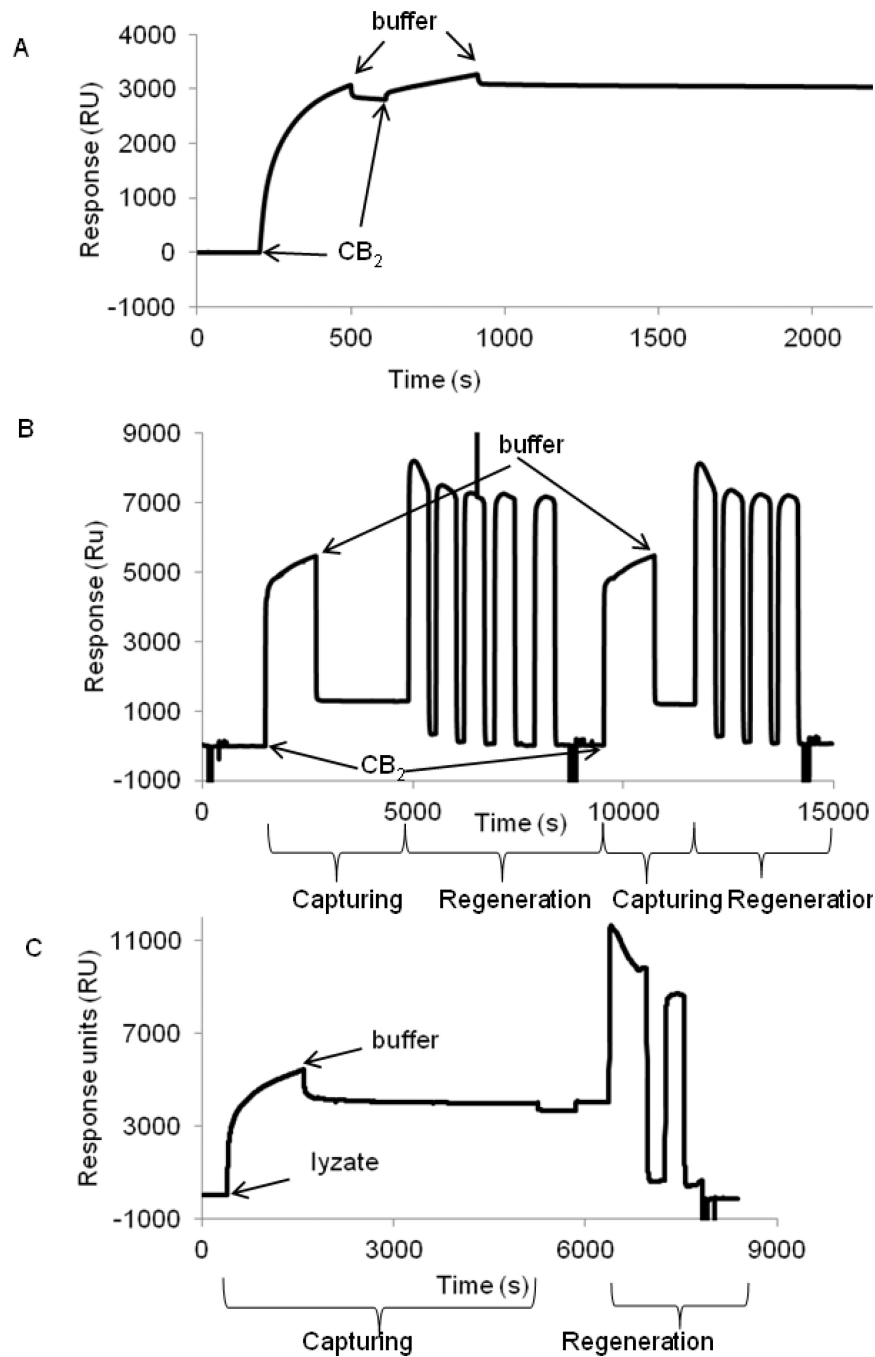 A
buffer
4000
3000
2000
1000
0
-1000
Response (RU)
CB2
0
500
1000
1500
2000
Time (s)
B
buffer
9000
7000
5000
3000
1000
-1000
Response (Ru)
CB2
0
5000
10000
15000
Time (s)
Capturing
Regeneration
Capturing
Regeneration
C
11000
7000
3000
-1000
Response units (RU)
buffer
lyzate
0
3000
6000
9000
Time (s)
Capturing
Regeneration